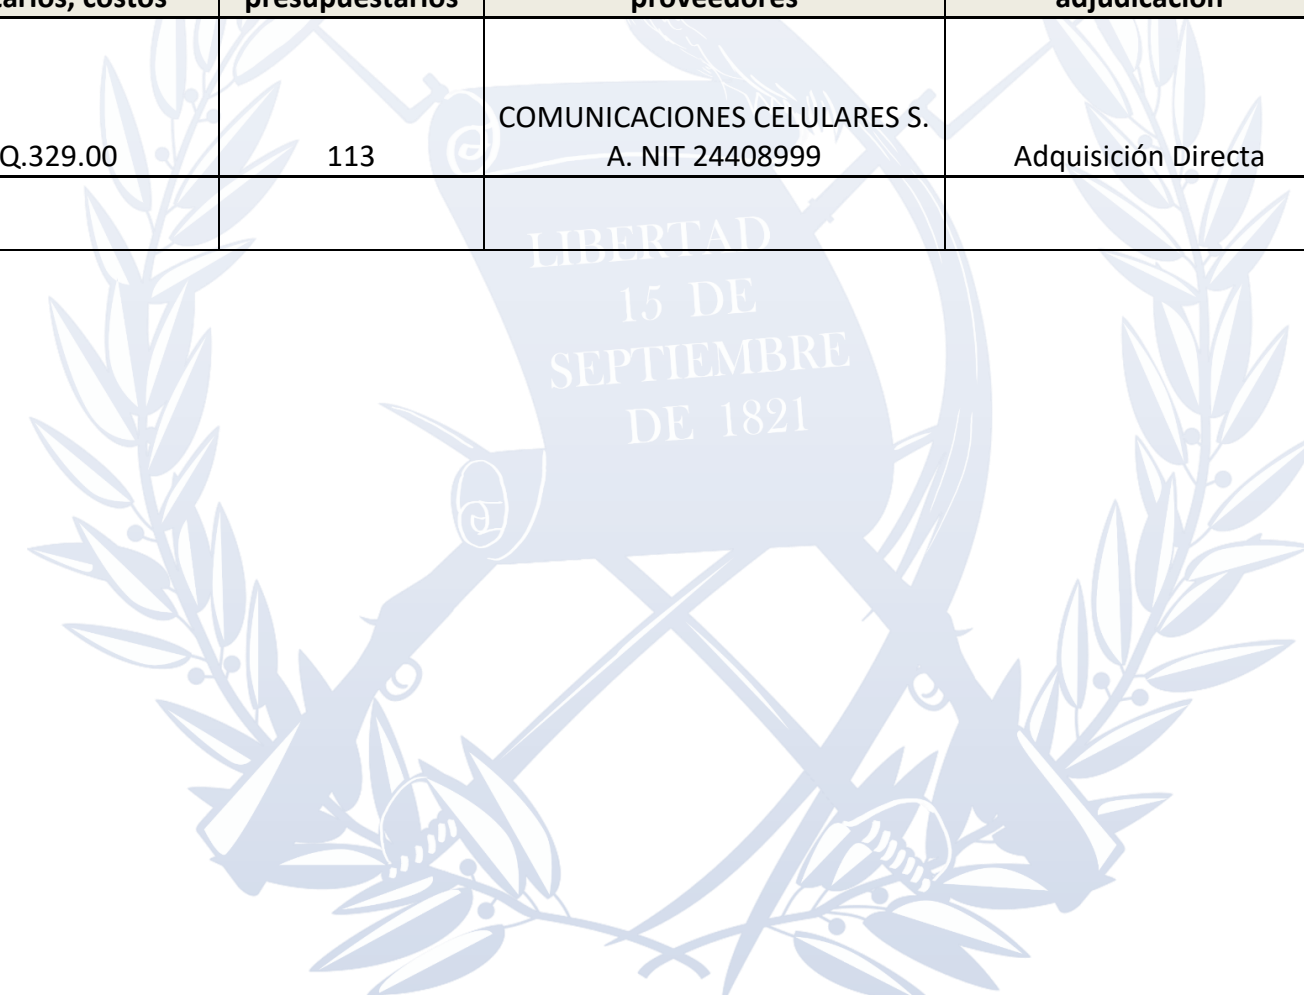 presupuestarios
proveedores
adjudicación
costos
COMUNICACIONES CELULARES S.
Q.329.00 113 A. NIT 24408999 Adquisición Directa
LIBERTAD
15 DE
SEPTIEMBRE
DE 1821